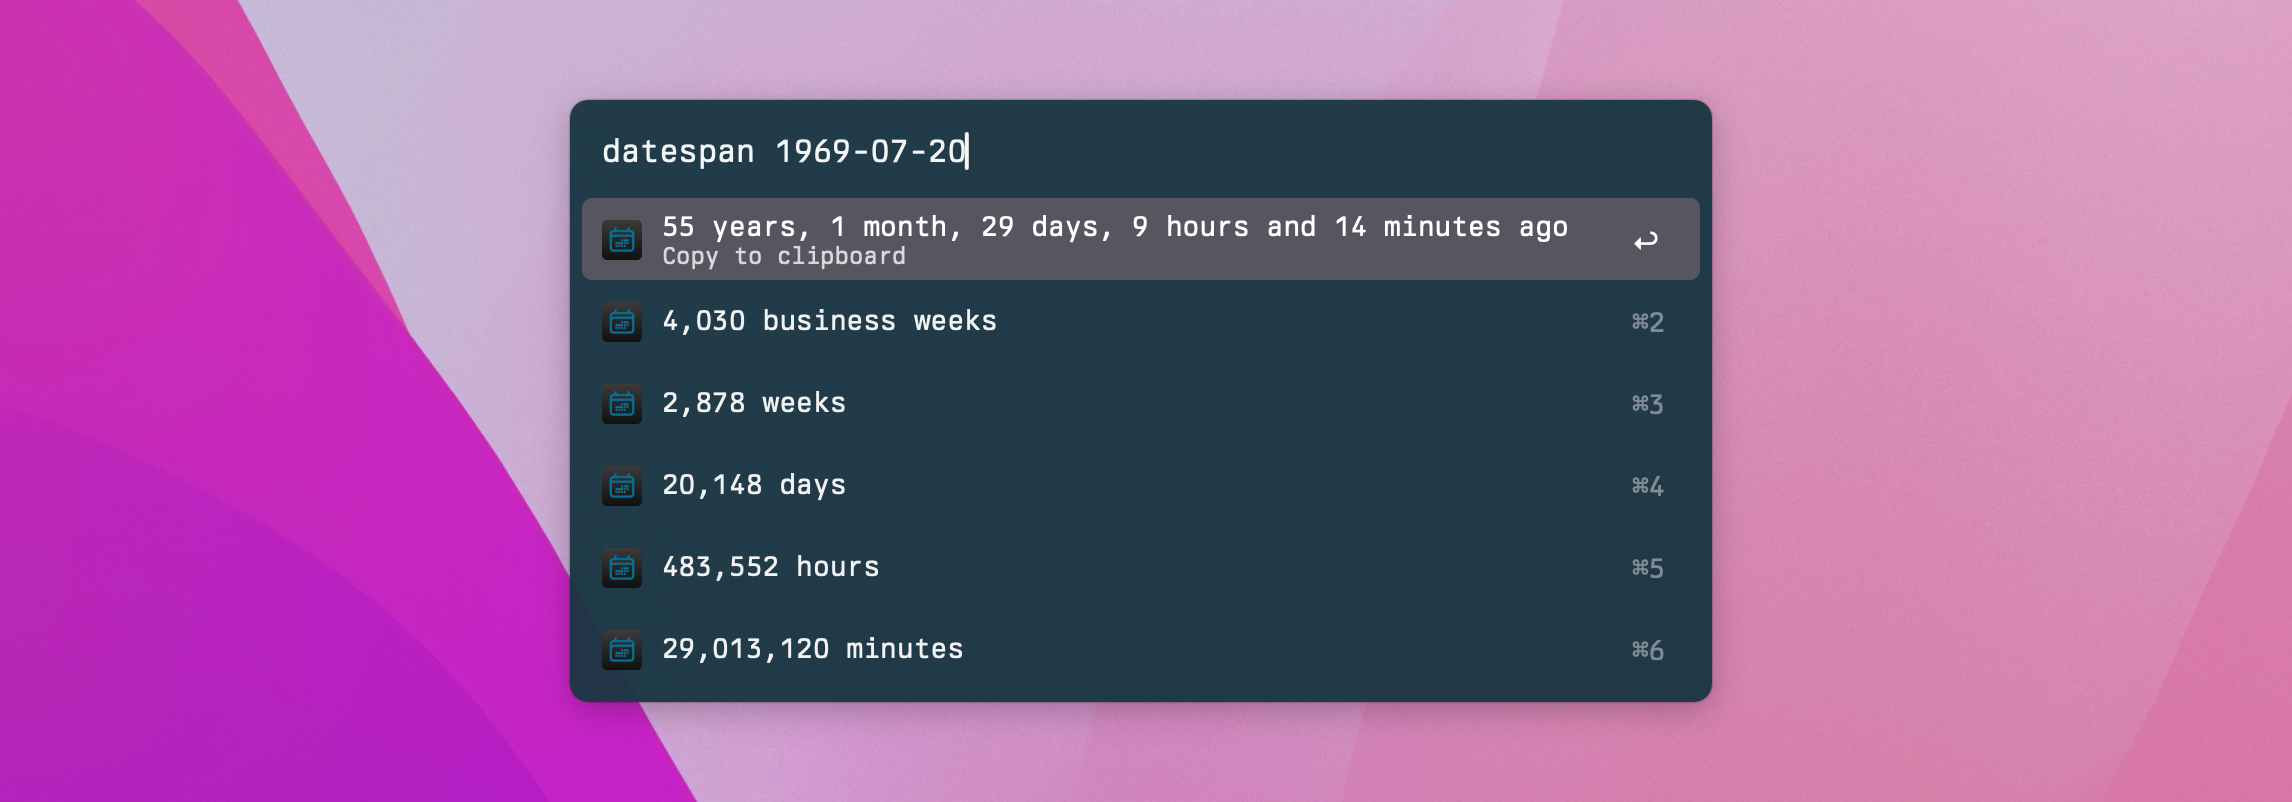 datespan 1969-07-20
55 years, 1 month, 29 days, 9 hours and 14 minutes ago
Copy to clipboard
4,030 business weeks
⌘2
2,878 weeks
⌘3
20,148 days
⌘4
483,552 hours
⌘5
29,013,120 minutes
⌘6